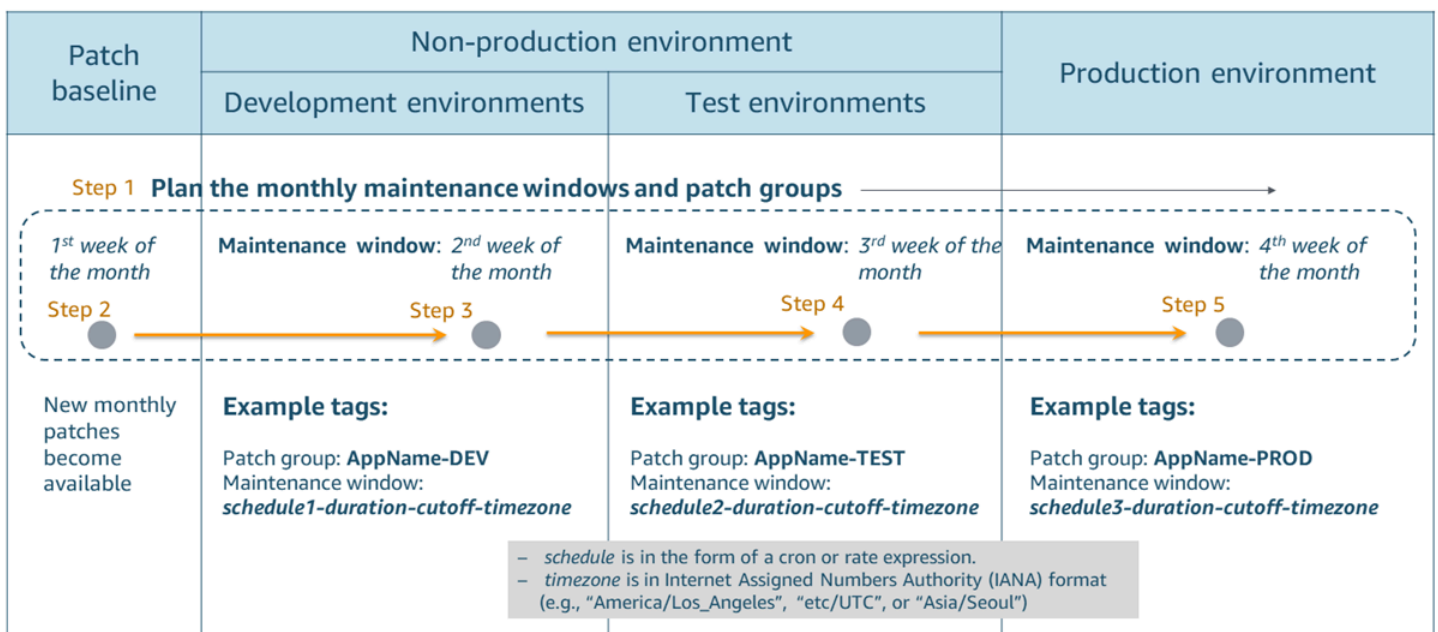 Patch
baseline
Non-production environment
Development environments
Test environments
Production environment
Step 1 Plan the monthly maintenance windows and patch groups
1st week of
the month
Step 2
Maintenance window: 2nd week of
the month
Step 3
Maintenance window: 3rd week of the
month
Step 4
Maintenance window: 4th week of
the month
Step 5
New monthly
patches
become
available
Example tags:
Patch group: AppName-DEV
Maintenance window:
schedule1-duration-cutoff-timezone
Example tags:
Patch group: AppName-TEST
Maintenance window:
schedule2-duration-cutoff-timezone
Example tags:
Patch group: AppName-PROD
Maintenance window:
schedule3-duration-cutoff-timezone
– schedule is in the form of a cron or rate expression.
– timezone is in Internet Assigned Numbers Authority (IANA) format
(e.g., “America/Los_Angeles”, “etc/UTC”, or “Asia/Seoul”)